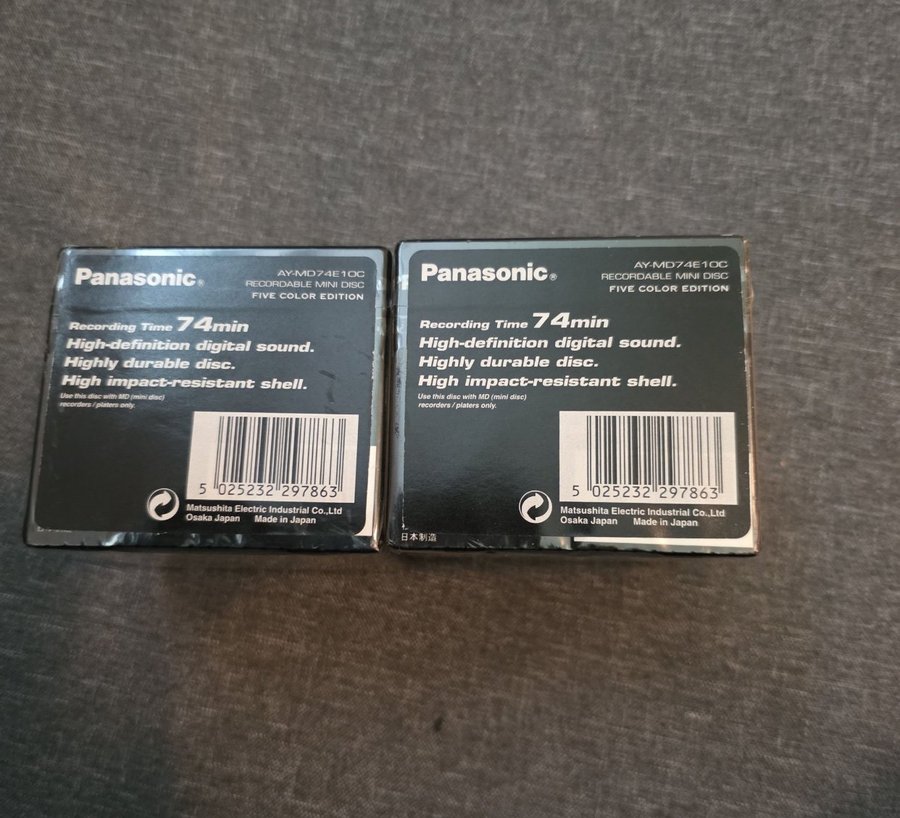 Panasonic®
AY-MD74E10C
RECORDABLE MINI DISC
FIVE COLOR EDITION
Recording Time 74min
High-definition digital sound.
Highly durable disc.
High impact-resistant shell.
Use this disc with MD (mini disc)
recorders / platers only.
5 025232 297863
Matsushita Electric Industrial Co.,Ltd
Osaka Japan Made in Japan
Panasonic®
AY-MD74E10C
RECORDABLE MINI DISC
FIVE COLOR EDITION
Recording Time 74min
High-definition digital sound.
Highly durable disc.
High impact-resistant shell.
Use this disc with MD (mini disc)
recorders / platers only.
5 025232 297863
Matsushita Electric Industrial Co.,Ltd
Osaka Japan Made in Japan
日本制造